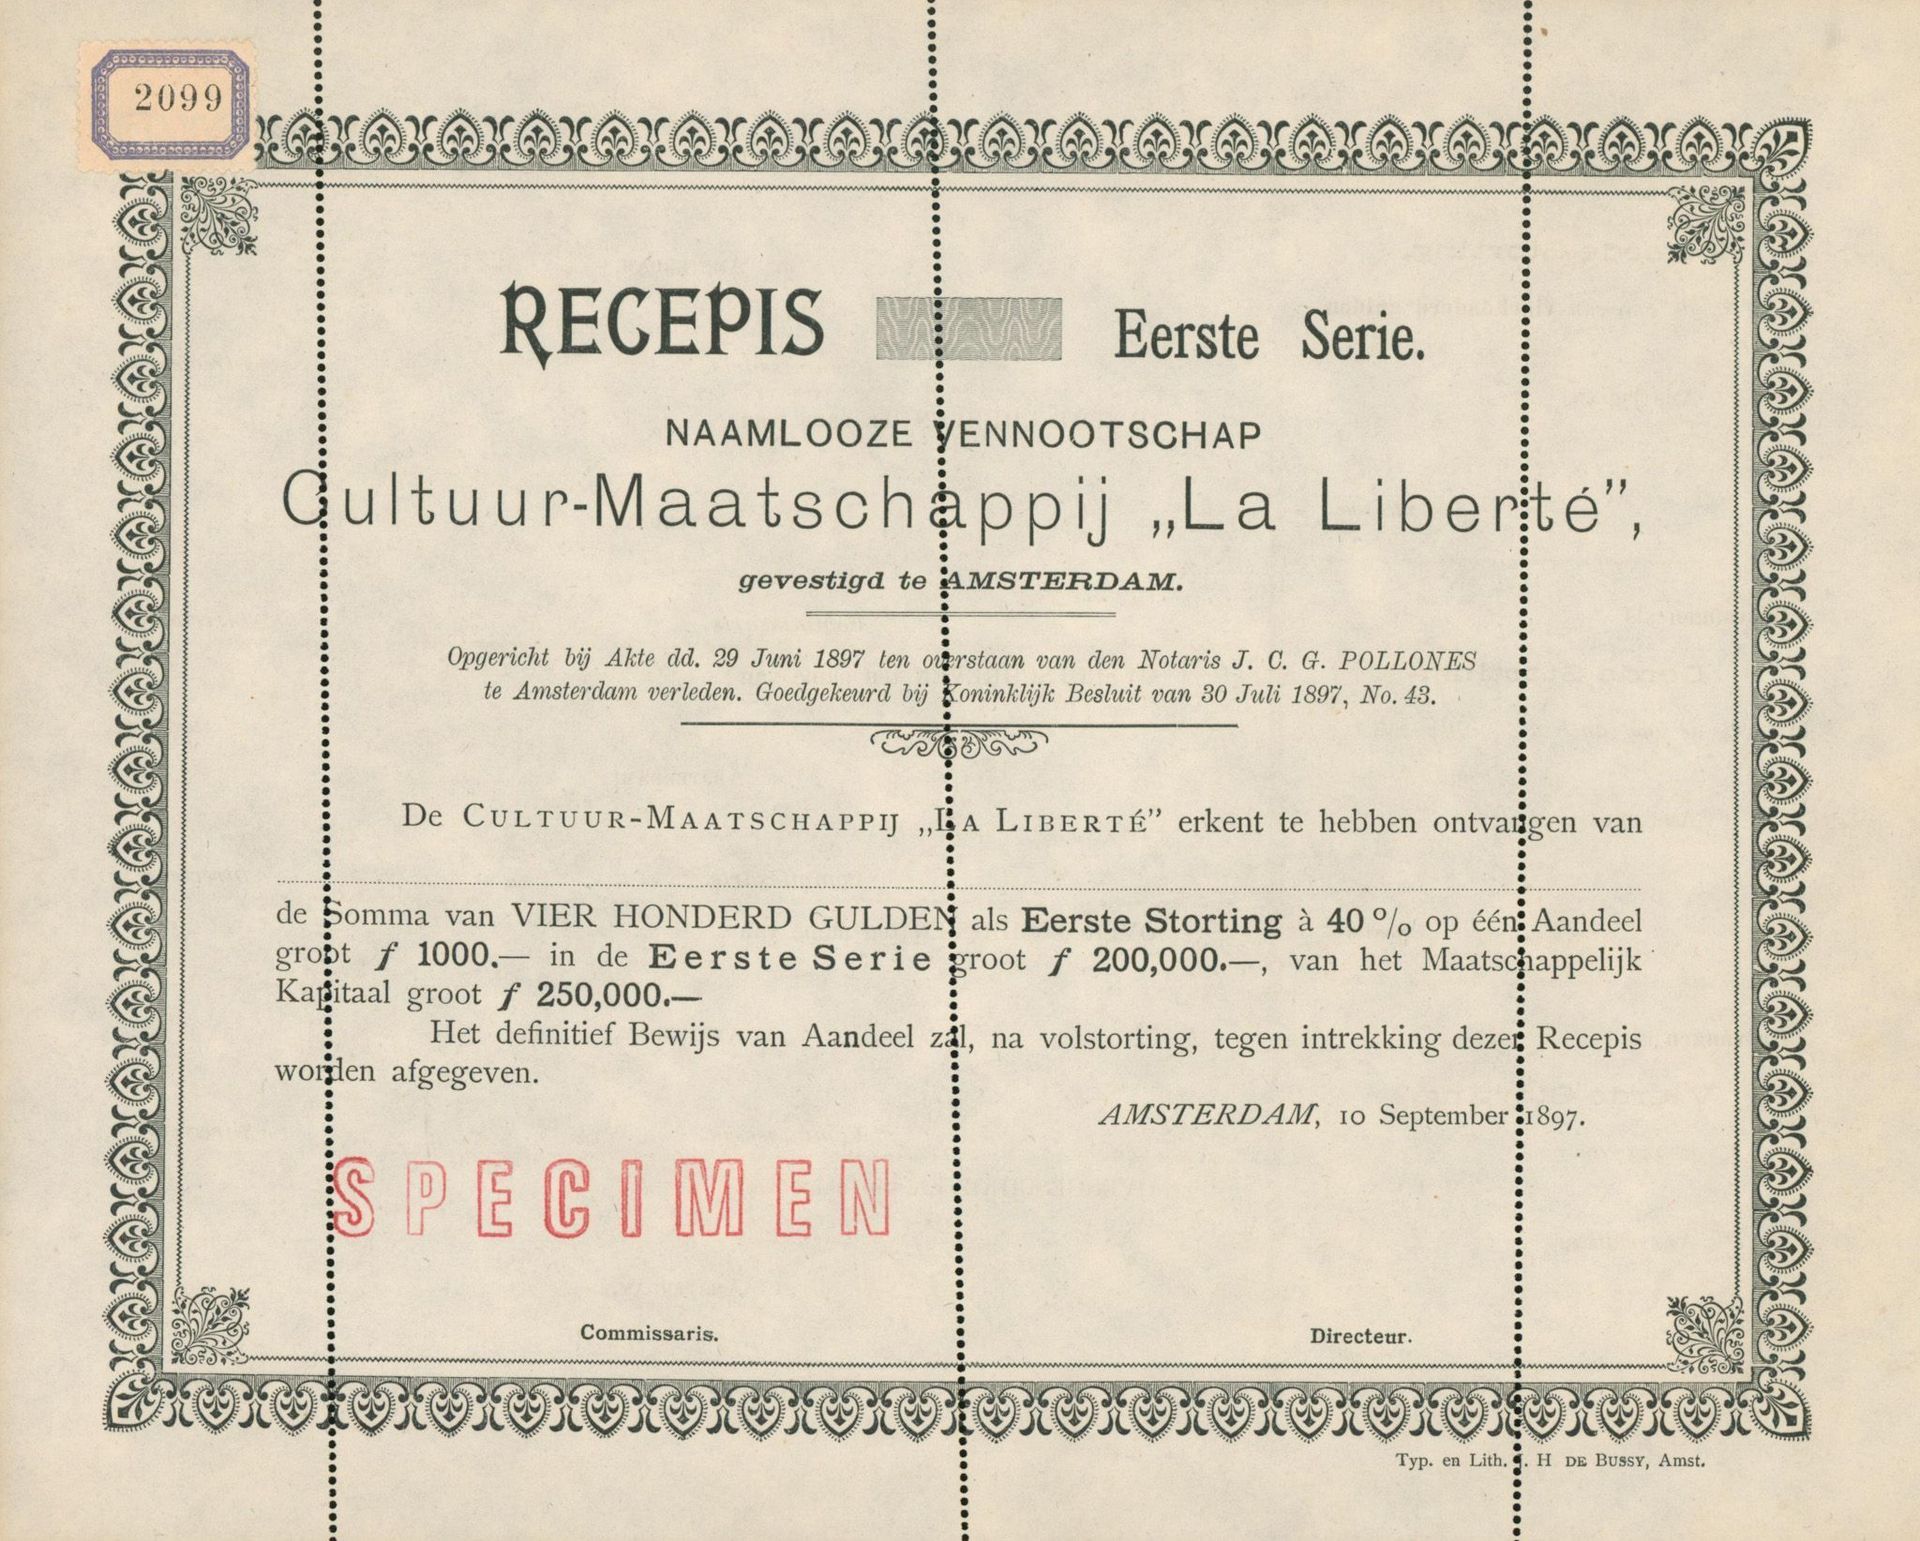 2099
RECEPIS Eerste Serie.
NAAMLOOZE VENNOOTSCHAP
Cultuur-Maatschappij „La Liberté”,
gevestigd te AMSTERDAM.
Opgericht bij Akte dd. 29 Juni 1897 ten overstaan van den Notaris J. C. G. POLLONES
te Amsterdam verleden. Goedgekeurd bij Koninklijk Besluit van 30 Juli 1897, No. 43.
De CULTUUR-MAATSCHAPPIJ „LA LIBERTÉ” erkent te hebben ontvangen van
de Somma van VIER HONDERD GULDEN als Eerste Storting à 40 % op één Aandeel
groot ƒ 1000.— in de Eerste Serie groot ƒ 200,000.—, van het Maatschappelijk
Kapitaal groot ƒ 250,000.—
Het definitief Bewijs van Aandeel zal, na volstorting, tegen intrekking dezer Recepis
worden afgegeven.
AMSTERDAM, 10 September 1897.
SPECIMEN
Commissaris. Directeur.
Typ. en Lith. J. H DE BUSSY, Amst.